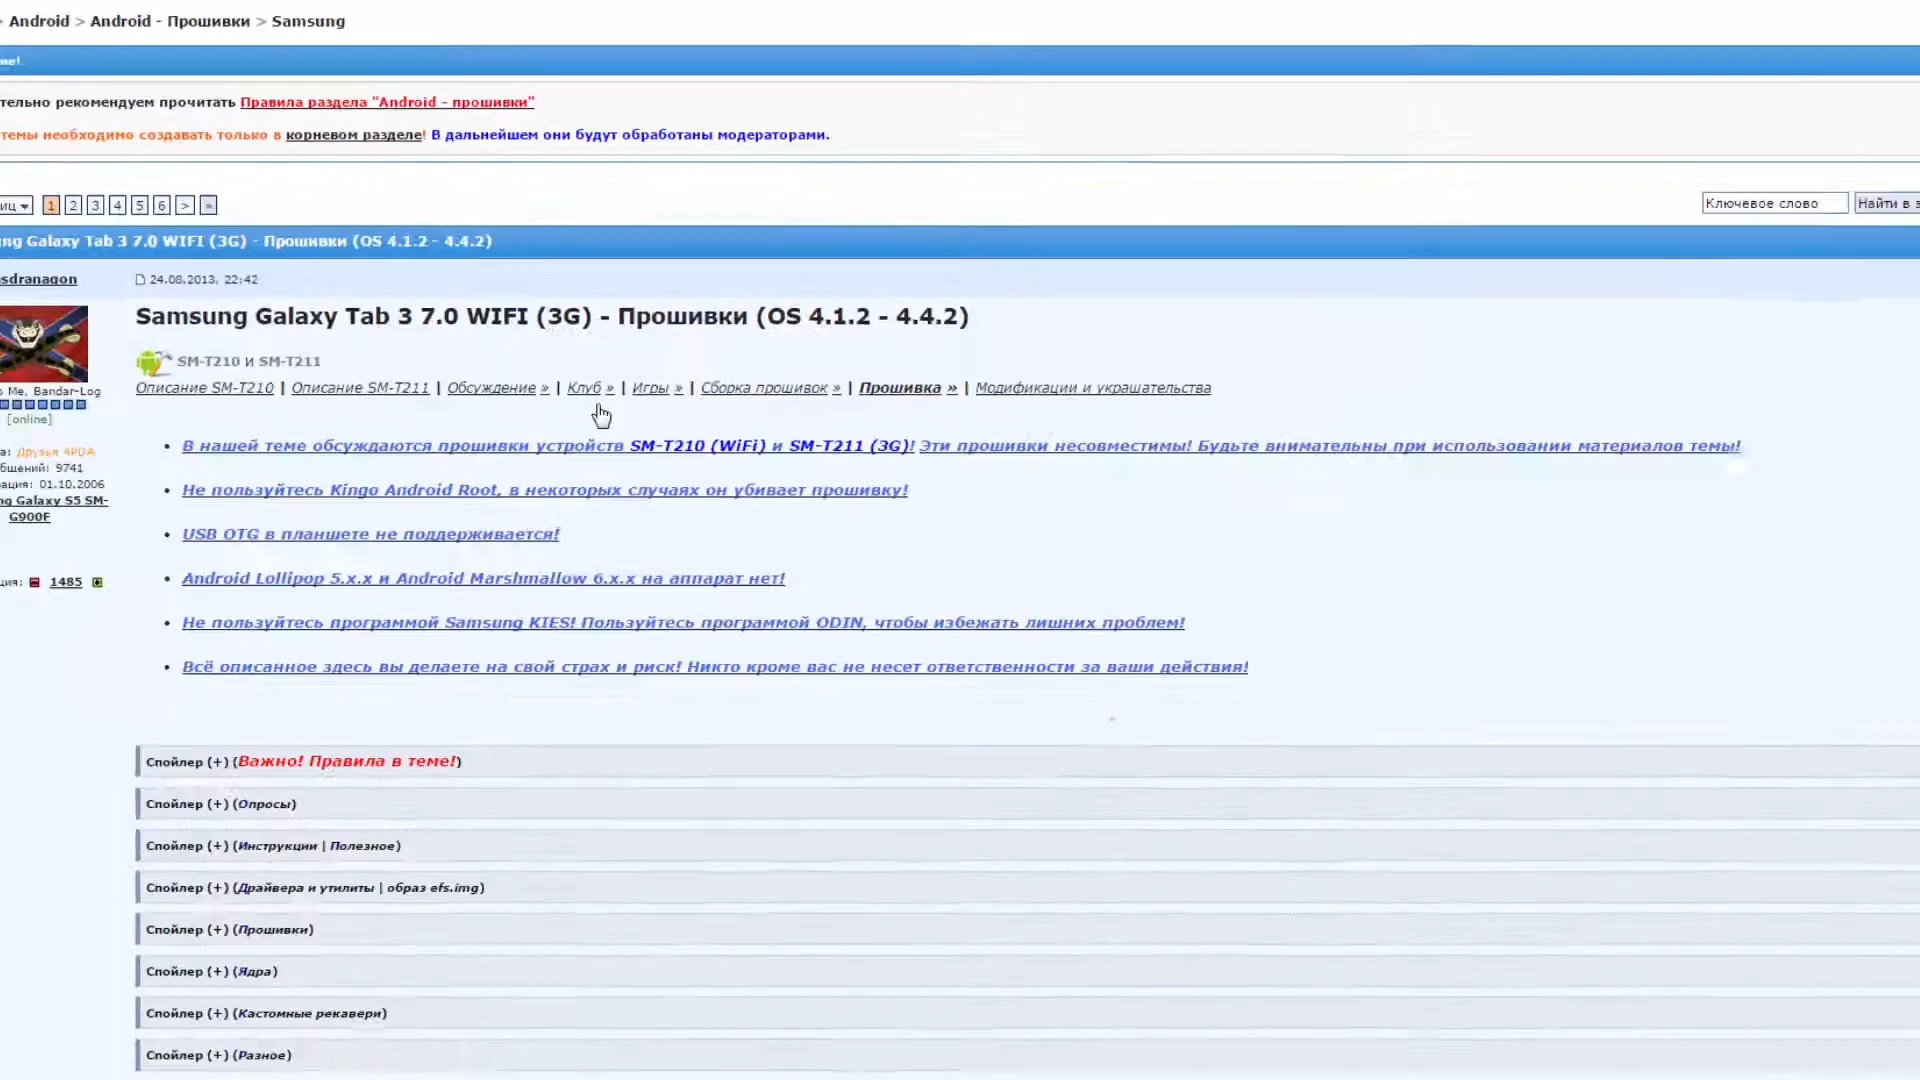 > Android > Android - Прошивки > Samsung
ие!
тельно рекомендуем прочитать Правила раздела "Android - прошивки"
темы необходимо создавать только в корневом разделе! В дальнейшем они будут обработаны модераторами.
иц 1 2 3 4 5 6 > » Ключевое слово Найти в з
ng Galaxy Tab 3 7.0 WIFI (3G) - Прошивки (OS 4.1.2 - 4.4.2)
sdranagon 24.08.2013, 22:42
Samsung Galaxy Tab 3 7.0 WIFI (3G) - Прошивки (OS 4.1.2 - 4.4.2)
SM-T210 и SM-T211
Описание SM-T210 | Описание SM-T211 | Обсуждение » | Клуб » | Игры » | Сборка прошивок » | Прошивка » | Модификации и украшательства
Me, Bandar-Log
[online]
а: Друзья 4PDA
бщений: 9741
ация: 01.10.2006
ng Galaxy S5 SM-
G900F
ция: 1485
• В нашей теме обсуждаются прошивки устройств SM-T210 (WiFi) и SM-T211 (3G)! Эти прошивки несовместимы! Будьте внимательны при использовании материалов темы!
• Не пользуйтесь Kingo Android Root, в некоторых случаях он убивает прошивку!
• USB OTG в планшете не поддерживается!
• Android Lollipop 5.x.x и Android Marshmallow 6.x.x на аппарат нет!
• Не пользуйтесь программой Samsung KIES! Пользуйтесь программой ODIN, чтобы избежать лишних проблем!
• Всё описанное здесь вы делаете на свой страх и риск! Никто кроме вас не несет ответственности за ваши действия!
Спойлер (+) (Важно! Правила в теме!)
Спойлер (+) (Опросы)
Спойлер (+) (Инструкции | Полезное)
Спойлер (+) (Драйвера и утилиты | образ efs.img)
Спойлер (+) (Прошивки)
Спойлер (+) (Ядра)
Спойлер (+) (Кастомные рекавери)
Спойлер (+) (Разное)